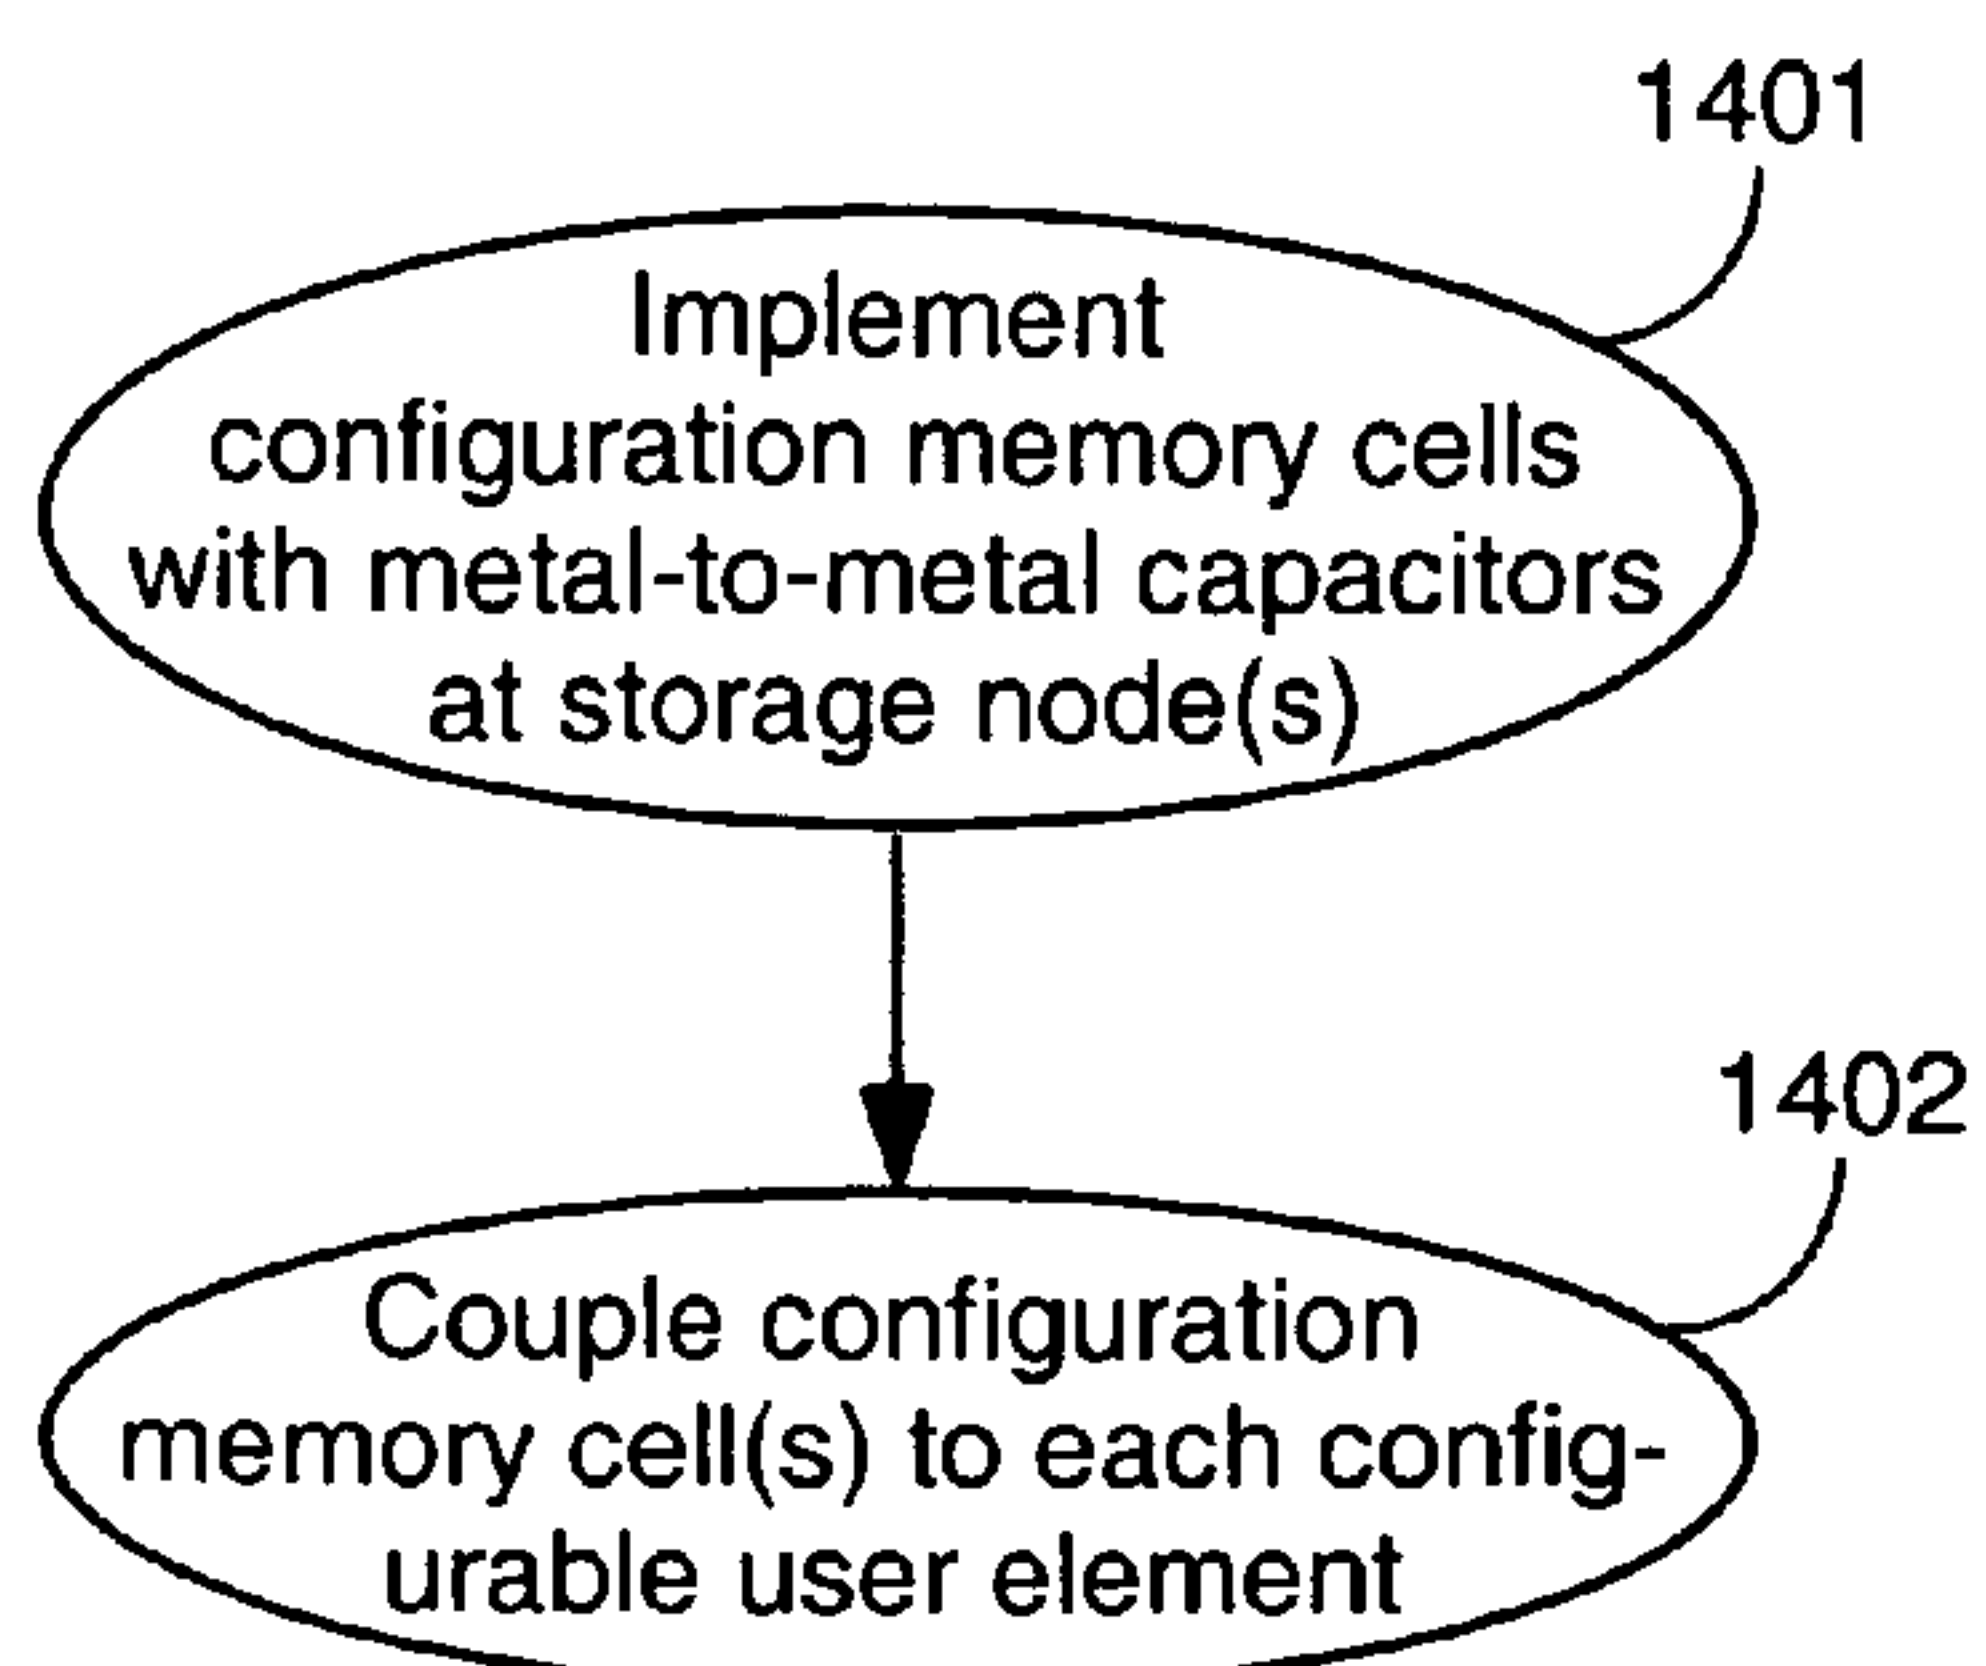 1401
Implement
configuration memory cells
with metal-to-metal capacitors
at storage node(s)
1402
Couple configuration
memory cell(s) to each config-
urable user element